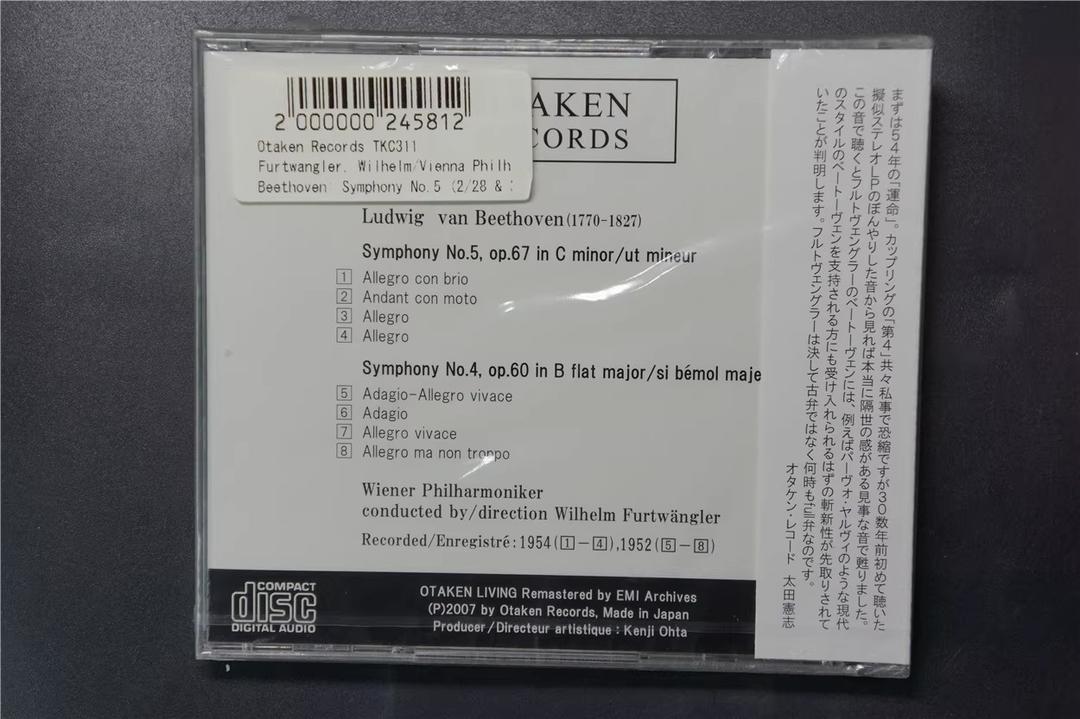 2 000000 245812
Otaken Records TKC311
Furtwangler, Wilhelm/Vienna Philh
Beethoven Symphony No.5 (2/28 &
TAKEN
CORDS
Ludwig van Beethoven(1770-1827)
Symphony No.5, op.67 in C minor/ut mineur
1 Allegro con brio
2 Andant con moto
3 Allegro
4 Allegro
Symphony No.4, op.60 in B flat major/si bémol maje
5 Adagio-Allegro vivace
6 Adagio
7 Allegro vivace
8 Allegro ma non troppo
Wiener Philharmoniker
conducted by/direction Wilhelm Furtwängler
Recorded/Enregistré:1954(1-4),1952(5-8)
COMPACT
disc
DIGITAL AUDIO
OTAKEN LIVING Remastered by EMI Archives
(P)2007 by Otaken Records, Made in Japan
Producer/Directeur artistique:Kenji Ohta
まずは54年の「運命」。カップリングの「第4」共々私事で恐縮ですが30数年前初めて聴いた
擬似ステレオLPのぼんやりした音から見れば本当に隔世の感がある見事な音で甦りました。
この音で聴くとフルトヴェングラーのベートーヴェンには、例えばパーヴォ・ヤルヴィのような現代
のスタイルのベートーヴェンを支持される方にも受け入れられるはずの斬新性が先取りされて
いたことが判明します。フルトヴェングラーは決して古弁ではなく何時もfull弁なのです。
オタケン・レコード 太田憲志